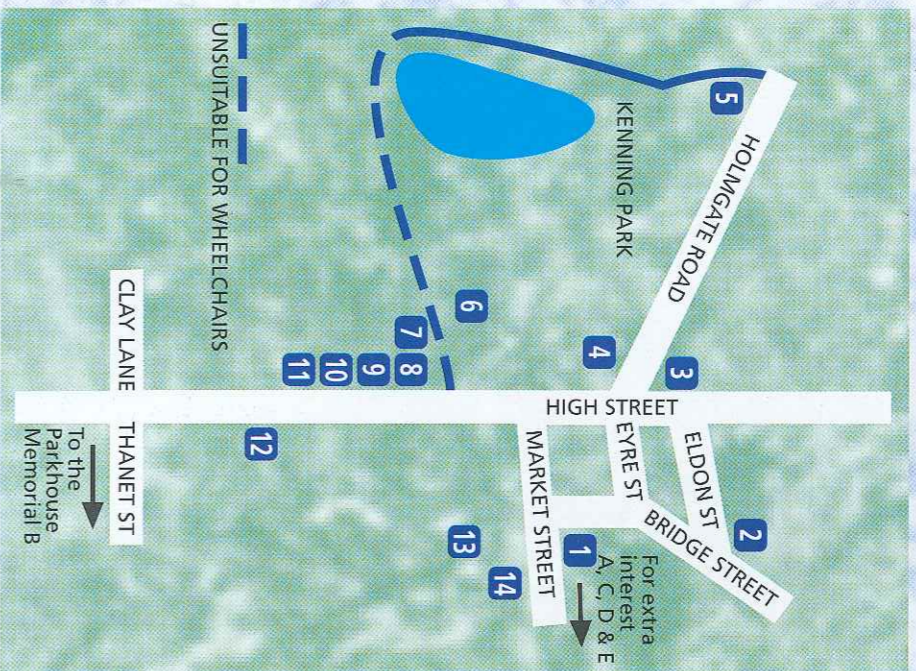 HOLMGATE ROAD
5
KENNING PARK
UNSUITABLE FOR WHEELCHAIRS
4
3
6
7
8
9
10
11
HIGH STREET
ELDON ST
EYRE ST
BRIDGE STREET
2
MARKET STREET
1
13
14
For extra
interest
A, C, D & E
12
CLAY LANE
THANET ST
To the
Parkhouse
Memorial B